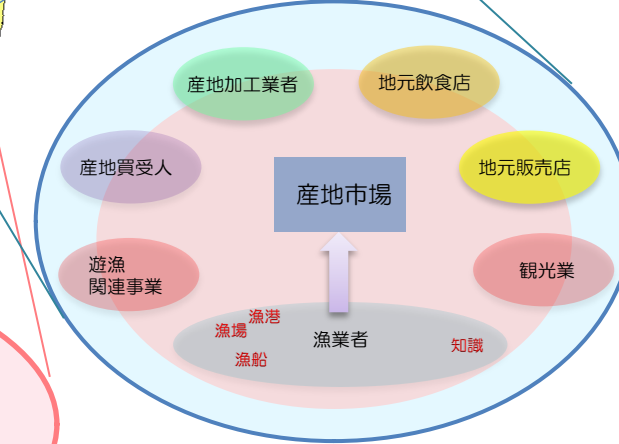 産地加工業者
地元飲食店
産地買受人
地元販売店
産地市場
遊漁
関連事業
観光業
漁港
漁場
漁業者
知識
漁船